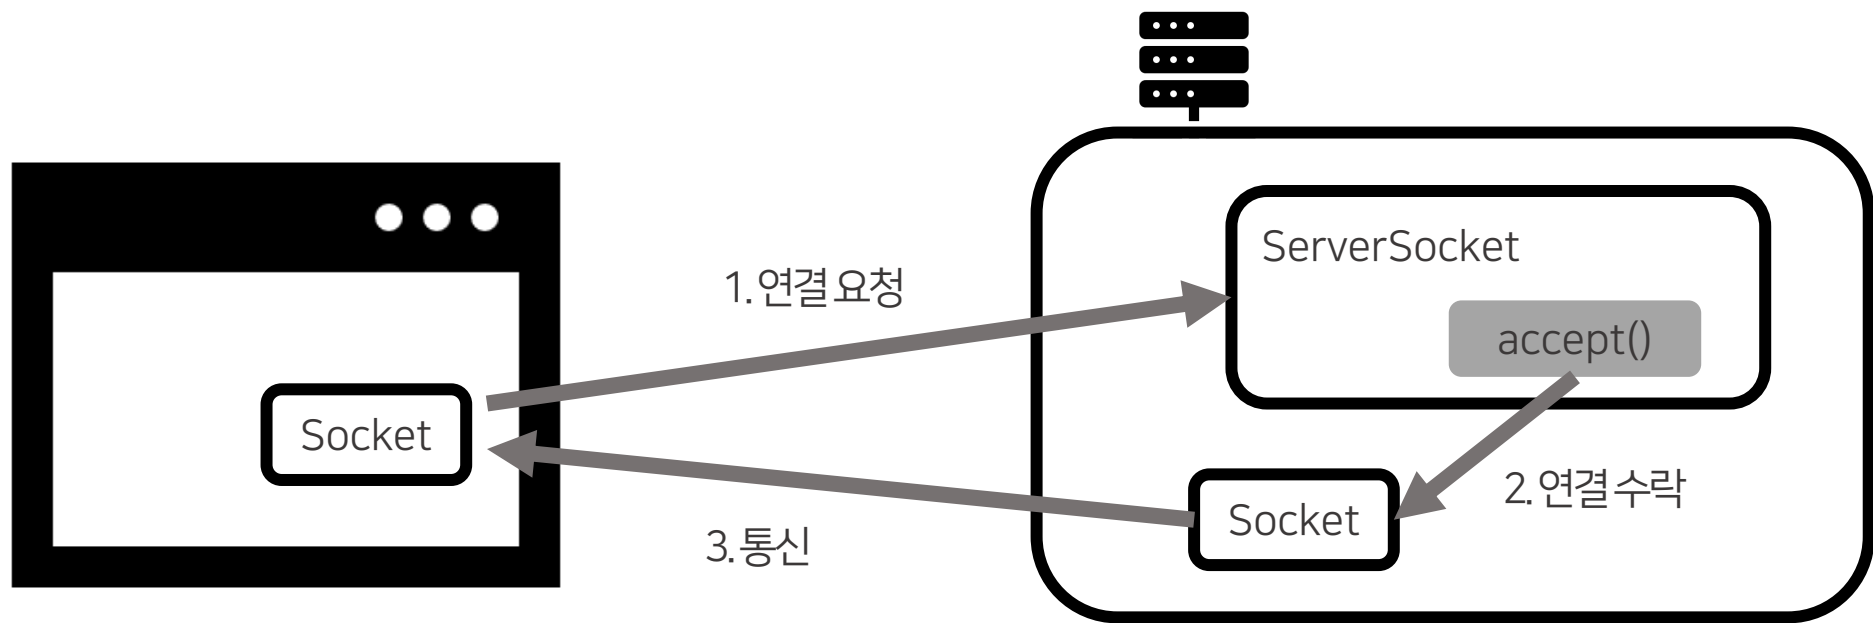 ServerSocket
1. 연결 요청
accept()
Socket
2. 연결 수락
Socket
3. 통신